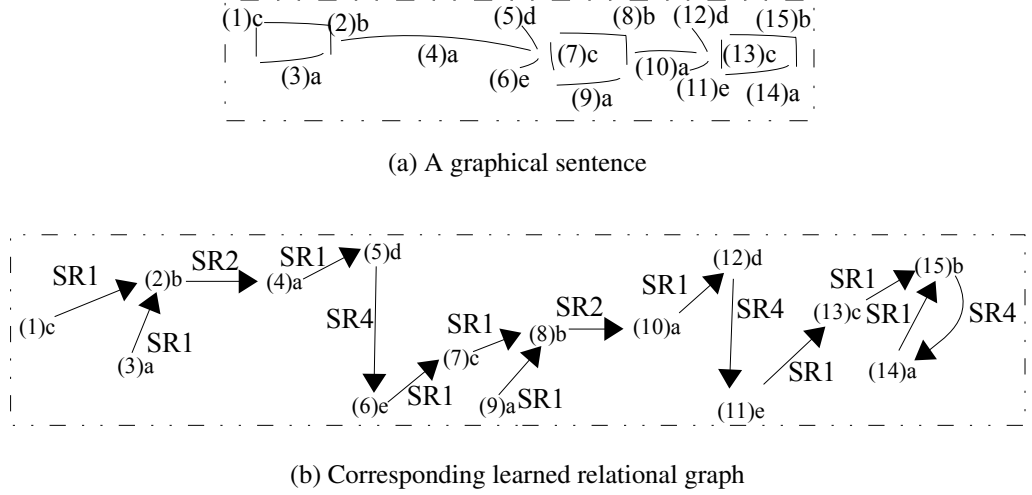 (1)c (2)b (5)d (8)b (12)d (15)b
(4)a (7)c (13)c
(3)a (6)e (10)a (11)e
(9)a (14)a
(a) A graphical sentence
SR1 SR2 SR1 (5)d (12)d SR1 (15)b
(2)b (4)a SR1
(1)c SR4 SR1 SR2 (10)a SR4 (13)c SR1 SR4
SR1 (7)c (8)b
(3)a SR1 SR1 SR1 (14)a
(6)e (9)a (11)e
(b) Corresponding learned relational graph